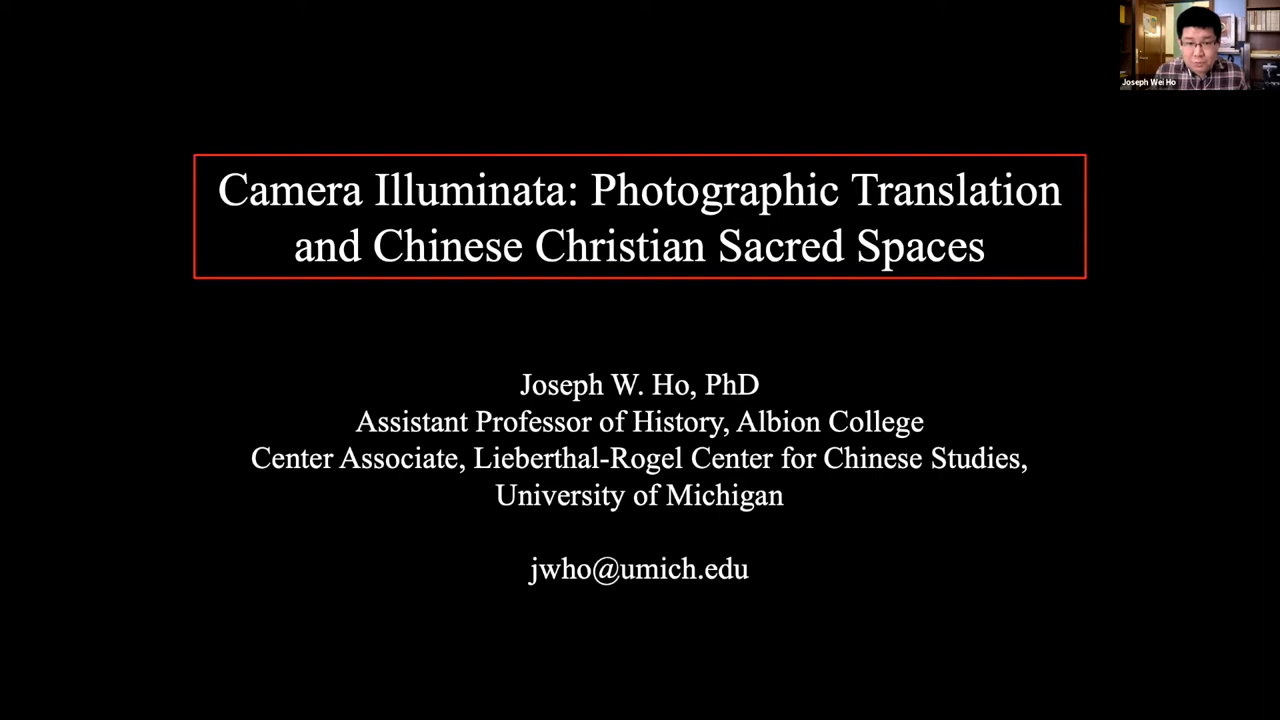 Joseph Wei Ho
Camera Illuminata: Photographic Translation
and Chinese Christian Sacred Spaces
Joseph W. Ho, PhD
Assistant Professor of History, Albion College
Center Associate, Lieberthal-Rogel Center for Chinese Studies,
University of Michigan
jwho@umich.edu